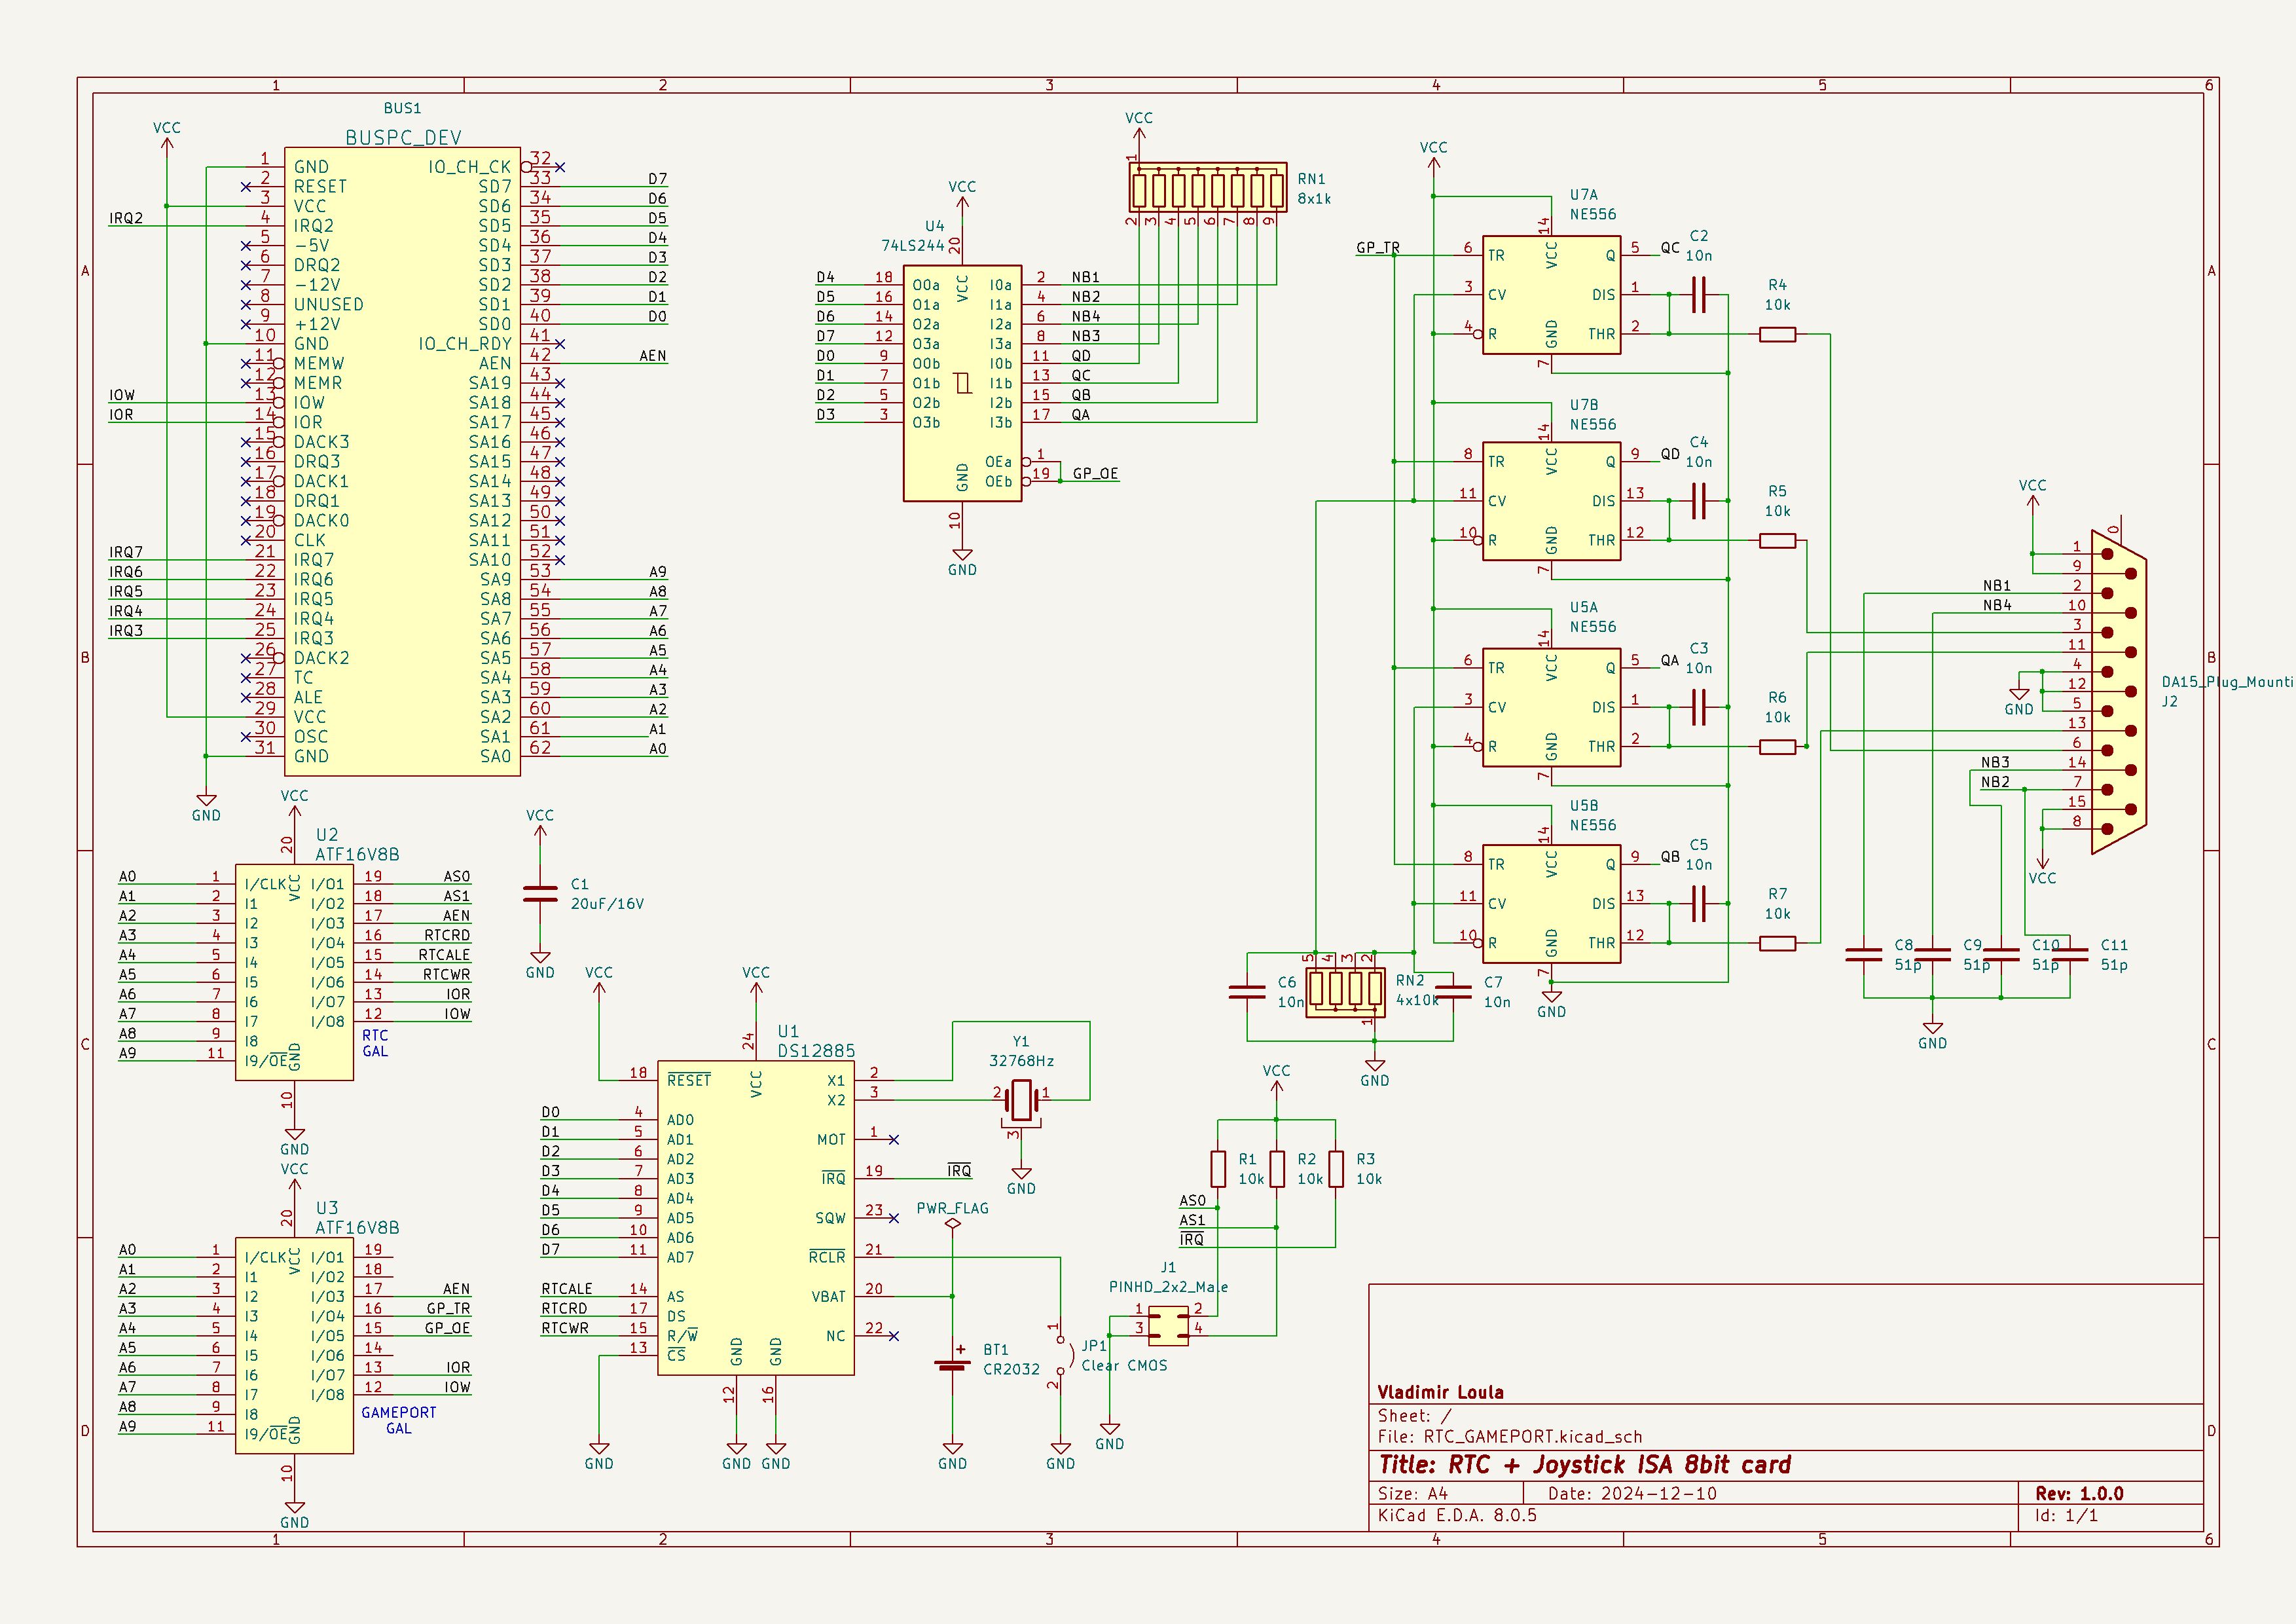 1 2 3 4 5 6
A
B
C
D
BUS1
BUSPC_DEV
VCC
1 GND IO_CH_CK 32
2 RESET SD7 33 D7
3 VCC SD6 34 D6
IRQ2 4 IRQ2 SD5 35 D5
5 -5V SD4 36 D4
6 DRQ2 SD3 37 D3
7 -12V SD2 38 D2
8 UNUSED SD1 39 D1
9 +12V SD0 40 D0
10 GND IO_CH_RDY 41
11 MEMW AEN 42 AEN
12 MEMR SA19 43
IOW 13 IOW SA18 44
IOR 14 IOR SA17 45
15 DACK3 SA16 46
16 DRQ3 SA15 47
17 DACK1 SA14 48
18 DRQ1 SA13 49
19 DACK0 SA12 50
20 CLK SA11 51
IRQ7 21 IRQ7 SA10 52
IRQ6 22 IRQ6 SA9 53 A9
IRQ5 23 IRQ5 SA8 54 A8
IRQ4 24 IRQ4 SA7 55 A7
IRQ3 25 IRQ3 SA6 56 A6
26 DACK2 SA5 57 A5
27 TC SA4 58 A4
28 ALE SA3 59 A3
29 VCC SA2 60 A2
30 OSC SA1 61 A1
31 GND SA0 62 A0
GND
VCC
U2
ATF16V8B
20
VCC
A0 1 I/CLK I/O1 19 AS0
A1 2 I1 I/O2 18 AS1
A2 3 I2 I/O3 17 AEN
A3 4 I3 I/O4 16 RTCRD
A4 5 I4 I/O5 15 RTCALE
A5 6 I5 I/O6 14 RTCWR
A6 7 I6 I/O7 13 IOR
A7 8 I7 I/O8 12 IOW
A8 9 I8
A9 11 I9/OE
GND
10
RTC
GAL
GND
VCC
U3
ATF16V8B
20
VCC
A0 1 I/CLK I/O1 19
A1 2 I1 I/O2 18
A2 3 I2 I/O3 17 AEN
A3 4 I3 I/O4 16 GP_TR
A4 5 I4 I/O5 15 GP_OE
A5 6 I5 I/O6 14
A6 7 I6 I/O7 13 IOR
A7 8 I7 I/O8 12 IOW
A8 9 I8
A9 11 I9/OE
GND
10
GAMEPORT
GAL
GND
VCC
C1
20uF/16V
GND
VCC
U4
74LS244
20
VCC
D4 18 O0a I0a 2 NB1
D5 16 O1a I1a 4 NB2
D6 14 O2a I2a 6 NB4
D7 12 O3a I3a 8 NB3
D0 9 O0b I0b 11 QD
D1 7 O1b I1b 13 QC
D2 5 O2b I2b 15 QB
D3 3 O3b I3b 17 QA
OEa 1
OEb 19 GP_OE
GND
10
GND
VCC
1
RN1
8x1k
2 3 4 5 6 7 8 9
VCC
VCC
U1
DS12885
24
VCC
18 RESET X1 2
X2 3
D0 4 AD0
D1 5 AD1 MOT 1
D2 6 AD2
D3 7 AD3 IRQ 19 IRQ
D4 8 AD4
D5 9 AD5 SQW 23
D6 10 AD6
D7 11 AD7 RCLR 21
RTCALE 14 AS VBAT 20
RTCRD 17 DS
RTCWR 15 R/W NC 22
13 CS
GND GND
12 16
GND
GND GND
Y1
32768Hz
2 1
3
GND
PWR_FLAG
BT1
CR2032
+
GND
1
JP1
Clear CMOS
2
GND
VCC
R1
10k
R2
10k
R3
10k
AS0
AS1
IRQ
J1
PINHD_2x2_Male
1 2
3 4
GND
VCC
U7A
NE556
14
GP_TR 6 TR VCC Q 5 QC
3 CV DIS 1
4 R GND THR 2
7
C2
10n
R4
10k
U7B
NE556
14
8 TR VCC Q 9 QD
11 CV DIS 13
10 R GND THR 12
7
C4
10n
R5
10k
U5A
NE556
14
6 TR VCC Q 5 QA
3 CV DIS 1
4 R GND THR 2
7
C3
10n
R6
10k
U5B
NE556
14
8 TR VCC Q 9 QB
11 CV DIS 13
10 R GND THR 12
7
C5
10n
R7
10k
GND
C6
10n
5 4 3 2
RN2
4x10k
1
C7
10n
GND
VCC
0
1
9
NB1 2
NB4 10
3
11
4
12
5
13
6
NB3 14
NB2 7
15
8
GND
VCC
DA15_Plug_Mounti
J2
C8
51p
C9
51p
C10
51p
C11
51p
GND
Vladimir Loula
Sheet: /
File: RTC_GAMEPORT.kicad_sch
Title: RTC + Joystick ISA 8bit card
Size: A4 Date: 2024-12-10 Rev: 1.0.0
KiCad E.D.A. 8.0.5 Id: 1/1
A
B
C
D
1 2 3 4 5 6